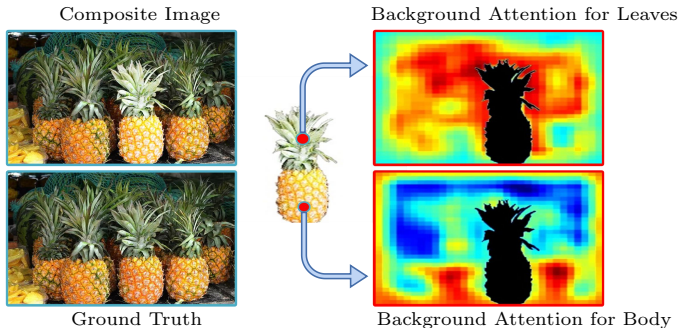 Composite Image
Background Attention for Leaves
Ground Truth
Background Attention for Body